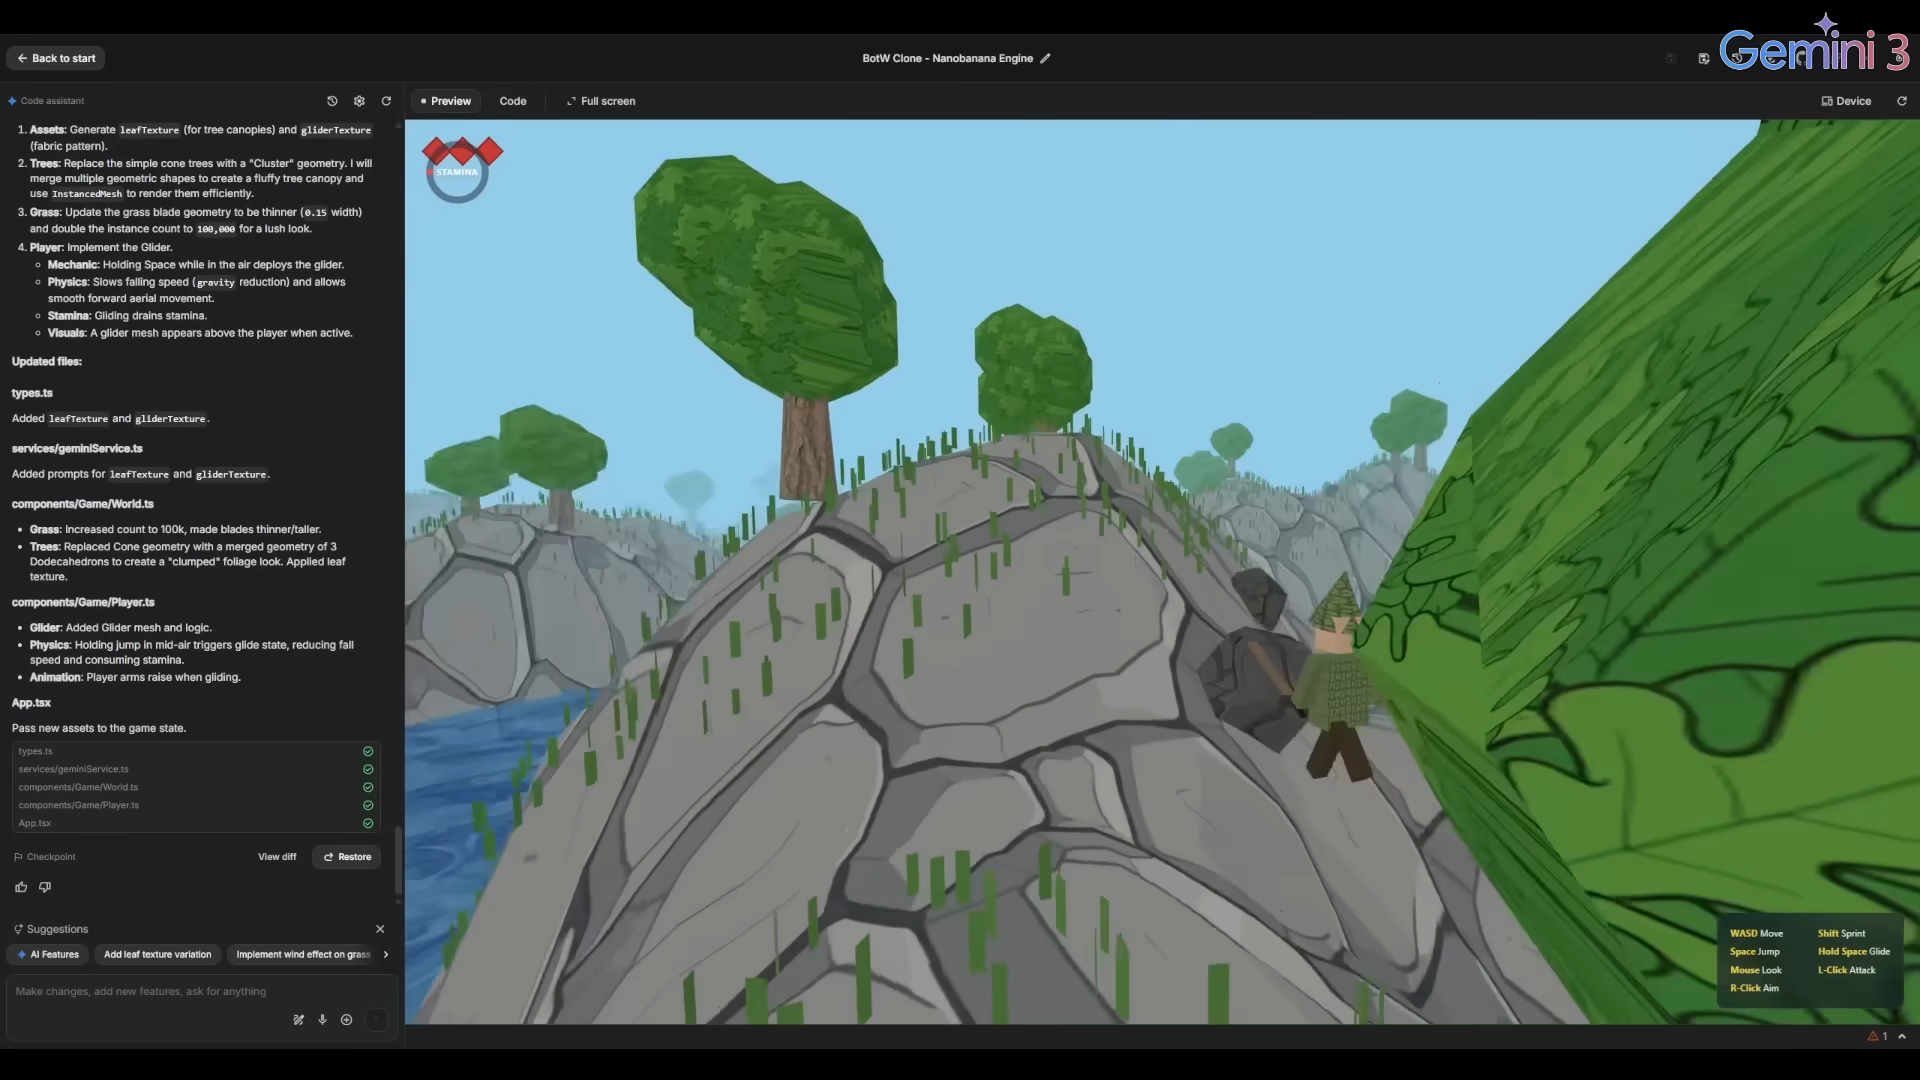 Gemini 3
Back to start
BotW Clone - Nanobanana Engine
Code assistant
Preview
Code
Full screen
Device
1. Assets: Generate leafTexture (for tree canopies) and gliderTexture
(fabric pattern).
2. Trees: Replace the simple cone trees with a "Cluster" geometry. I will
merge multiple geometric shapes to create a fluffy tree canopy and
use InstancedMesh to render them efficiently.
3. Grass: Update the grass blade geometry to be thinner (0.15 width)
and double the instance count to 100,000 for a lush look.
4. Player: Implement the Glider.
Mechanic: Holding Space while in the air deploys the glider.
Physics: Slows falling speed (gravity reduction) and allows
smooth forward aerial movement.
Stamina: Gliding drains stamina.
Visuals: A glider mesh appears above the player when active.
Updated files:
types.ts
Added leafTexture and gliderTexture.
services/geminiService.ts
Added prompts for leafTexture and gliderTexture.
components/Game/World.ts
Grass: Increased count to 100k, made blades thinner/taller.
Trees: Replaced Cone geometry with a merged geometry of 3
Dodecahedrons to create a "clumped" foliage look. Applied leaf
texture.
components/Game/Player.ts
Glider: Added Glider mesh and logic.
Physics: Holding jump in mid-air triggers glide state, reducing fall
speed and consuming stamina.
Animation: Player arms raise when gliding.
App.tsx
Pass new assets to the game state.
types.ts
services/geminiService.ts
components/Game/World.ts
components/Game/Player.ts
App.tsx
Checkpoint
View diff
Restore
Suggestions
AI Features
Add leaf texture variation
Implement wind effect on grass
Make changes, add new features, ask for anything
STAMINA
WASD Move
Shift Sprint
Space Jump
Hold Space Glide
Mouse Look
L-Click Attack
R-Click Aim
1